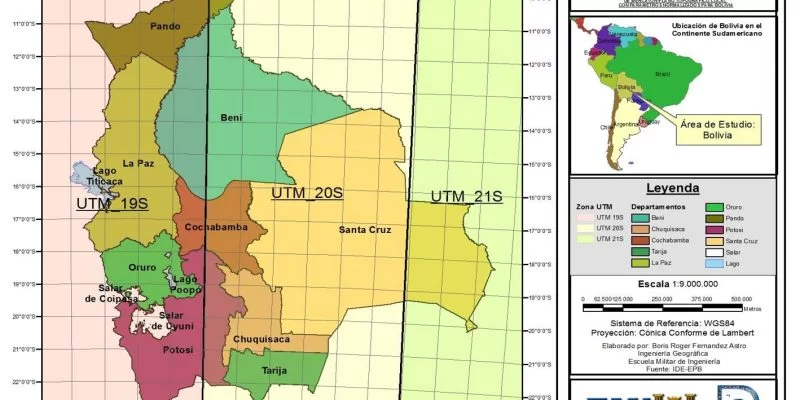 CON PARAMETROS NORMALIZADOS PARA BOLIVIA
Ubicación de Bolivia en el
Continente Sudamericano
Venezuela
Brazil
Peru
Bolivia
Chile
Argentina
Uruguay
Área de Estudio:
Bolivia
11°0'0"S
12°0'0"S
13°0'0"S
14°0'0"S
15°0'0"S
16°0'0"S
17°0'0"S
18°0'0"S
19°0'0"S
20°0'0"S
21°0'0"S
22°0'0"S
11°0'0"S
12°0'0"S
13°0'0"S
14°0'0"S
15°0'0"S
16°0'0"S
17°0'0"S
18°0'0"S
19°0'0"S
20°0'0"S
21°0'0"S
22°0'0"S
Pando
Beni
La Paz
Lago
Titicaca
UTM_19S
UTM_20S
UTM_21S
Cochabamba
Santa Cruz
Oruro
Lago
Poopó
Salar
de Coipasa
Salar
de Uyuni
Potosi
Chuquisaca
Tarija
Leyenda
Zona UTM
UTM 19S
UTM 20S
UTM 21S
Departamentos
Beni
Chuquisaca
Cochabamba
Tarija
La Paz
Oruro
Pando
Potosi
Santa Cruz
Salar
Lago
Escala 1:9.000.000
0 62.500 125.000 250.000 375.000 500.000
Metros
Sistema de Referencia: WGS84
Proyección: Cónica Conforme de Lambert
Elaborado por: Boris Roger Fernandez Astro
Ingeniería Geográfica
Escuela Militar de Ingeniería
Fuente: IDE-EPB